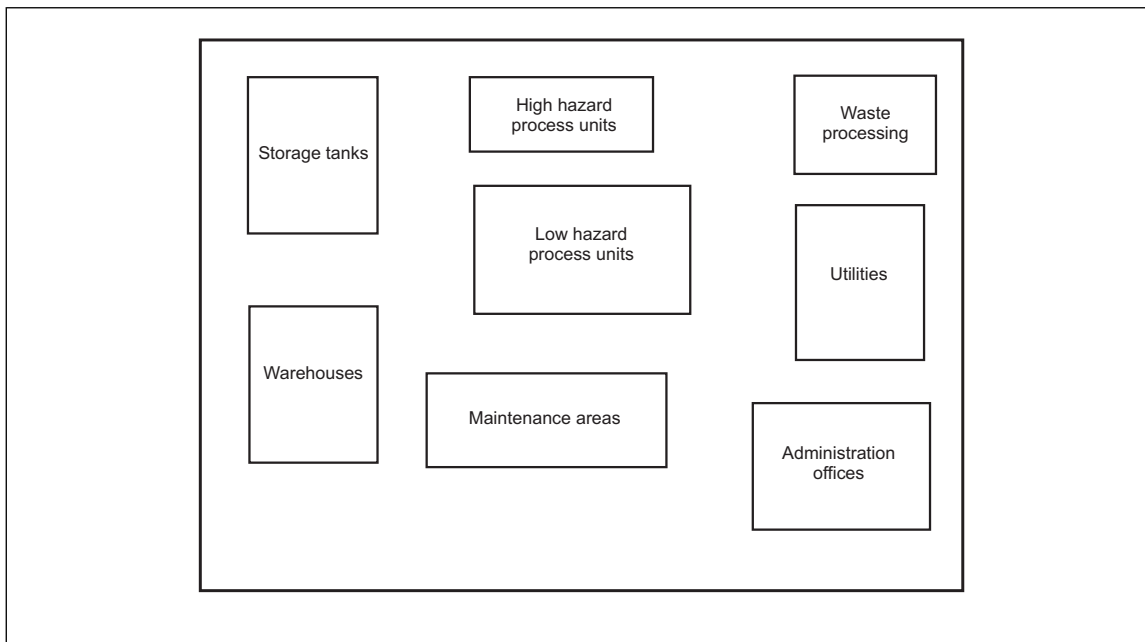 High hazard
process units
Waste
processing
Storage tanks
Low hazard
process units
Utilities
Warehouses
Maintenance areas
Administration
offices